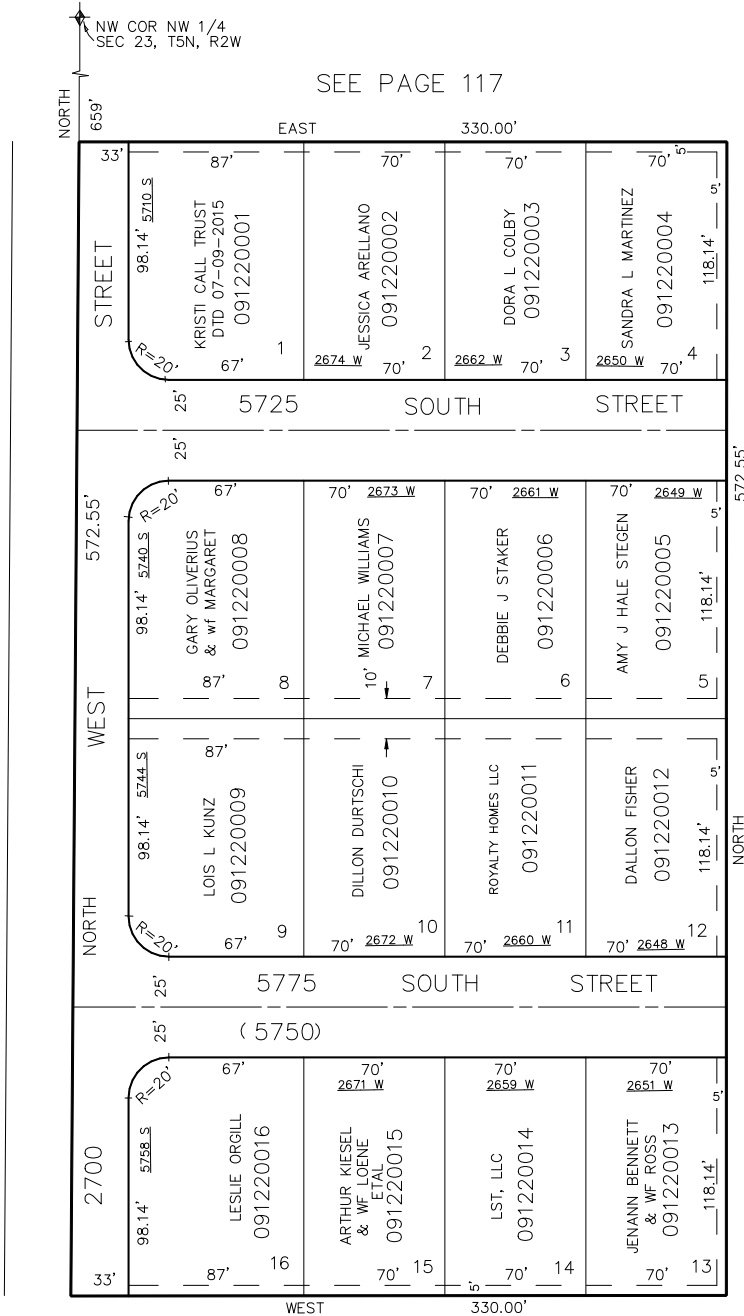 NW COR NW 1/4
SEC 23, T5N, R2W
SEE PAGE 117
NORTH
659'
EAST
330.00'
33'
87'
70'
70'
70'
5'
STREET
98.14'
5710 S
KRISTI CALL TRUST
DTD 07-09-2015
091220001
JESSICA ARELLANO
091220002
DORA L COLBY
091220003
SANDRA L MARTINEZ
091220004
5'
118.14'
R=20'
67'
1
2674 W
70'
2
2662 W
70'
3
2650 W
70'
4
25'
5725
SOUTH
STREET
25'
572.55'
572.55'
R=20'
67'
70'
2673 W
70'
2661 W
70'
2649 W
5'
98.14'
5740 S
GARY OLIVERIUS
& wf MARGARET
091220008
MICHAEL WILLIAMS
091220007
DEBBIE J STAKER
091220006
AMY J HALE STEGEN
091220005
118.14'
87'
8
10'
7
6
5
WEST
87'
98.14'
5744 S
LOIS L KUNZ
091220009
DILLON DURTSCHI
091220010
ROYALTY HOMES LLC
091220011
DALLON FISHER
091220012
5'
118.14'
NORTH
NORTH
R=20'
67'
9
70'
2672 W
10
70'
2660 W
11
70'
2648 W
12
25'
5775
SOUTH
STREET
25'
(5750)
R=20'
67'
70'
2671 W
70'
2659 W
70'
2651 W
5'
2700
98.14'
5758 S
LESLIE ORGILL
091220016
ARTHUR KIESEL
& WF LOENE
ETAL
091220015
LST, LLC
091220014
JENANN BENNETT
& WF ROSS
091220013
118.14'
33'
87'
16
70'
15
5'
70'
14
70'
13
WEST
330.00'